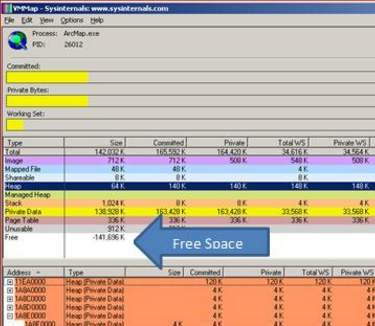 VMMap - Sysinternals: www.sysinternals.com
File Edit View Options Help
Process: ArcMap.exe
PID: 26012
Committed:
Private Bytes:
Working Set:
Type Size Committed Private Total WS Private WS
Total 142,032 K 165,592 K 164,420 K 34,616 K 34,564 K
Image 712 K 712 K 508 K 548 K 508 K
Mapped File 48 K 48 K 4 K
Shareable 8 K 8 K
Heap 64 K 140 K 140 K 148 K 148 K
Managed Heap
Stack 1,024 K 8 K 8 K 4 K 4 K
Private Data 138,928 K 163,428 K 163,428 K 33,568 K 33,568 K
Page Table 336 K 336 K 336 K 336 K 336 K
Unusable 912 K
Free -141,696 K
Free Space
Address Type Size Committed Private Total WS Private WS
11EA0000 Heap (Private Data) 120 K 120 K 120 K 120 K
1ABA0000 Heap (Private Data) 4 K 4 K 4 K 4 K
1ABC0000 Heap (Private Data) 4 K 4 K 4 K 4 K
1A8D0000 Heap (Private Data) 4 K 4 K 4 K 4 K
1A8E0000 Heap (Private Data) 4 K 4 K 4 K 4 K
1A8E0000 Heap (Private Data) 4 K 4 K 4 K 4 K 4 K